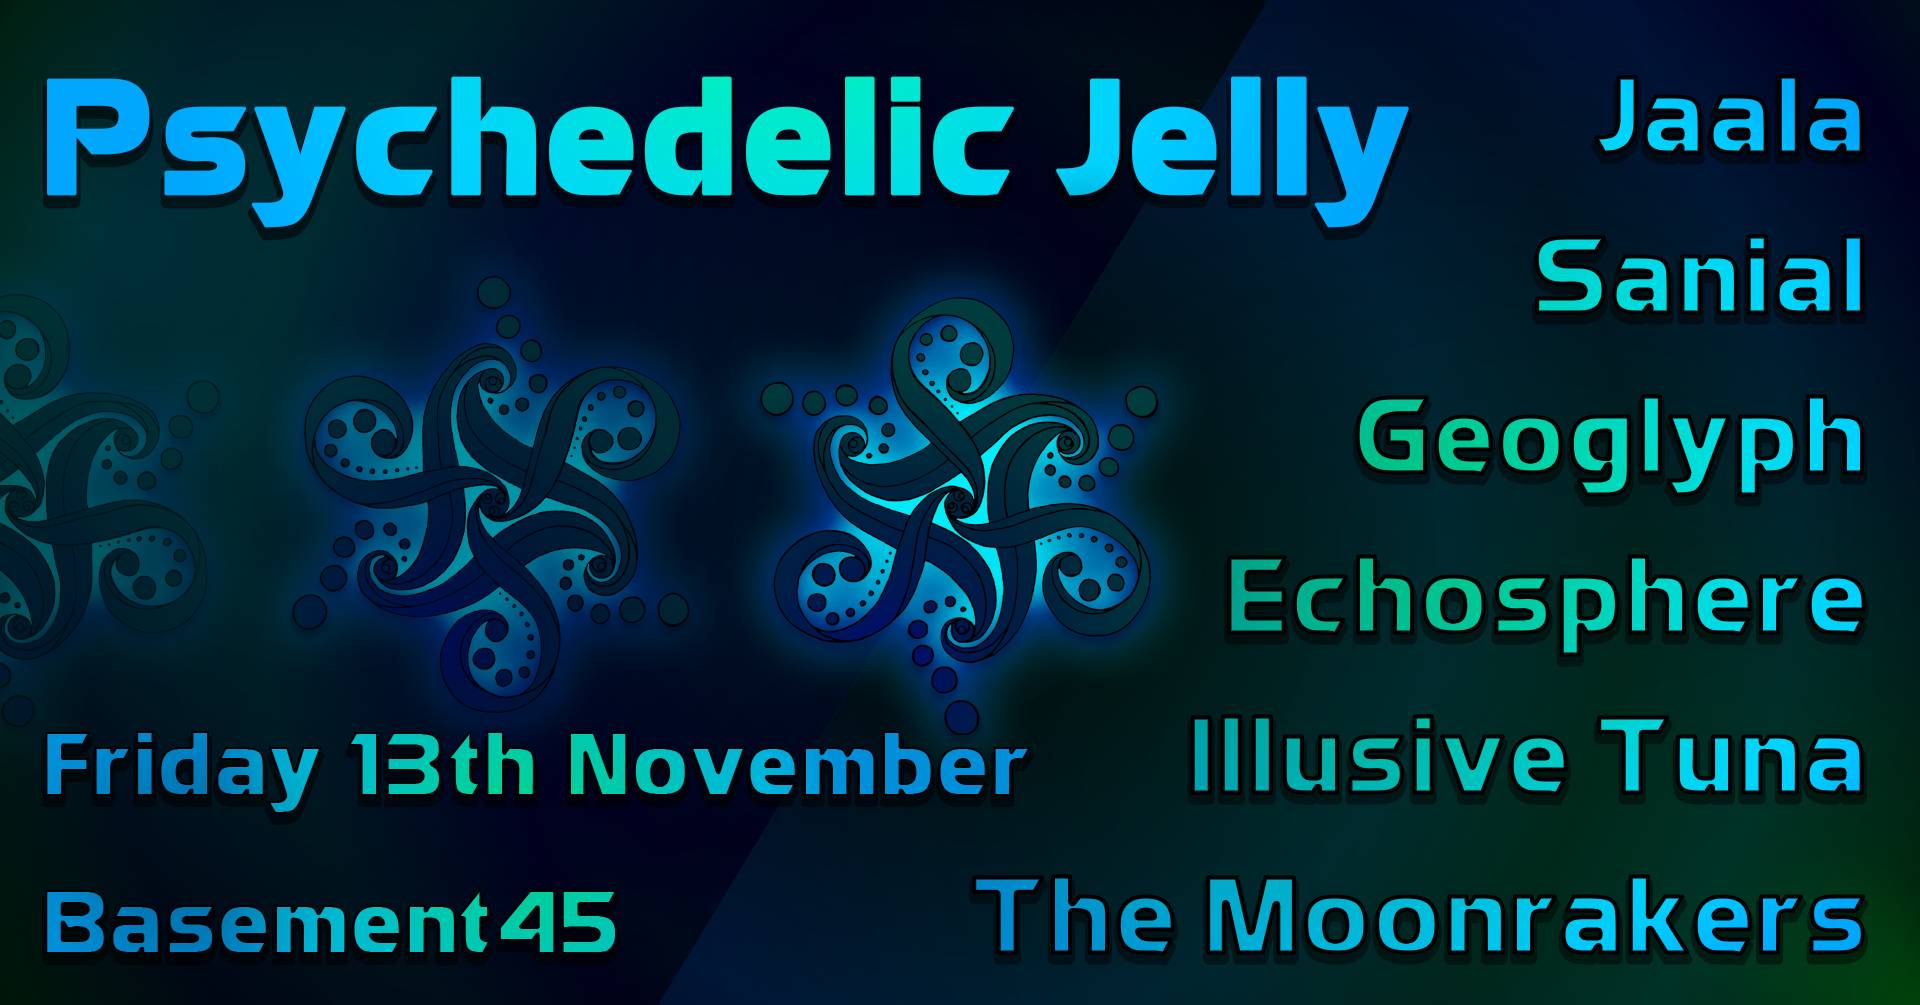 Psychedelic Jelly
Jaala
Sanial
Geoglyph
Echosphere
Illusive Tuna
The Moonrakers
Friday 13th November
Basement 45